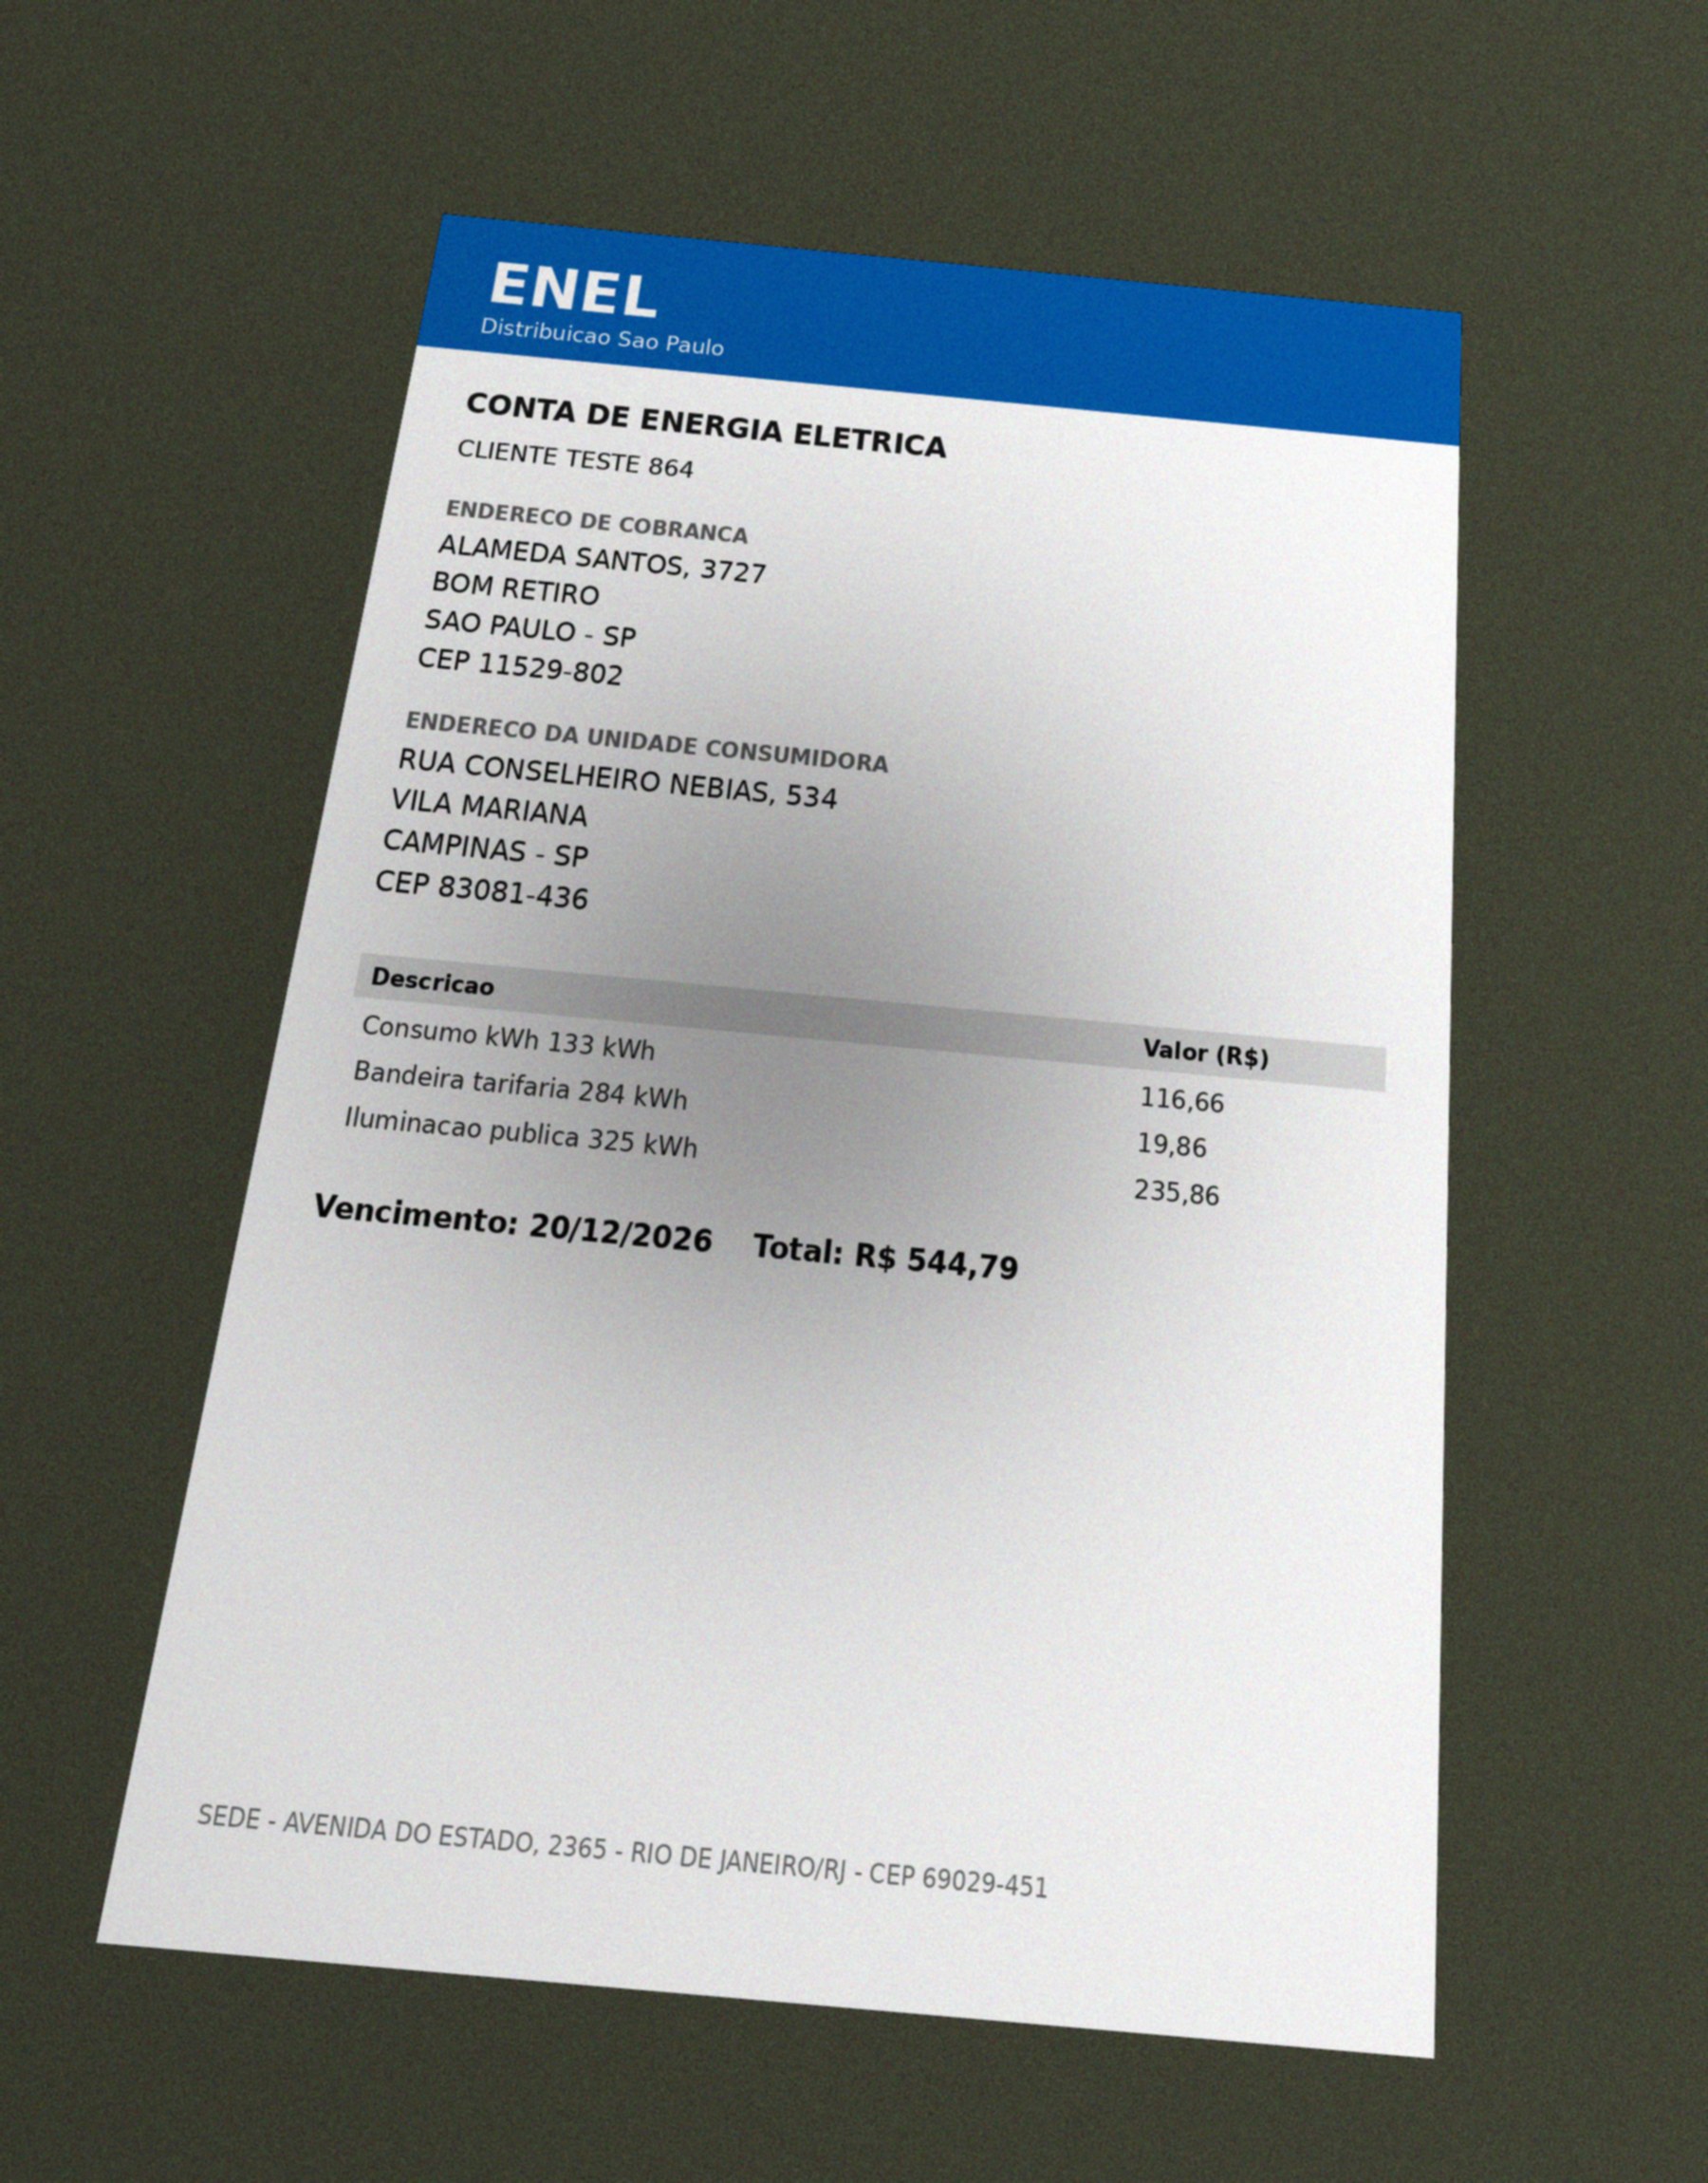 ENEL
Distribuicao Sao Paulo
CONTA DE ENERGIA ELETRICA
CLIENTE TESTE 864
ENDERECO DE COBRANCA
ALAMEDA SANTOS, 3727
BOM RETIRO
SAO PAULO - SP
CEP 11529-802
ENDERECO DA UNIDADE CONSUMIDORA
RUA CONSELHEIRO NEBIAS, 534
VILA MARIANA
CAMPINAS - SP
CEP 83081-436
Descricao Valor (R$)
Consumo kWh 133 kWh 116,66
Bandeira tarifaria 284 kWh 19,86
Iluminacao publica 325 kWh 235,86
Vencimento: 20/12/2026 Total: R$ 544,79
SEDE - AVENIDA DO ESTADO, 2365 - RIO DE JANEIRO/RJ - CEP 69029-451